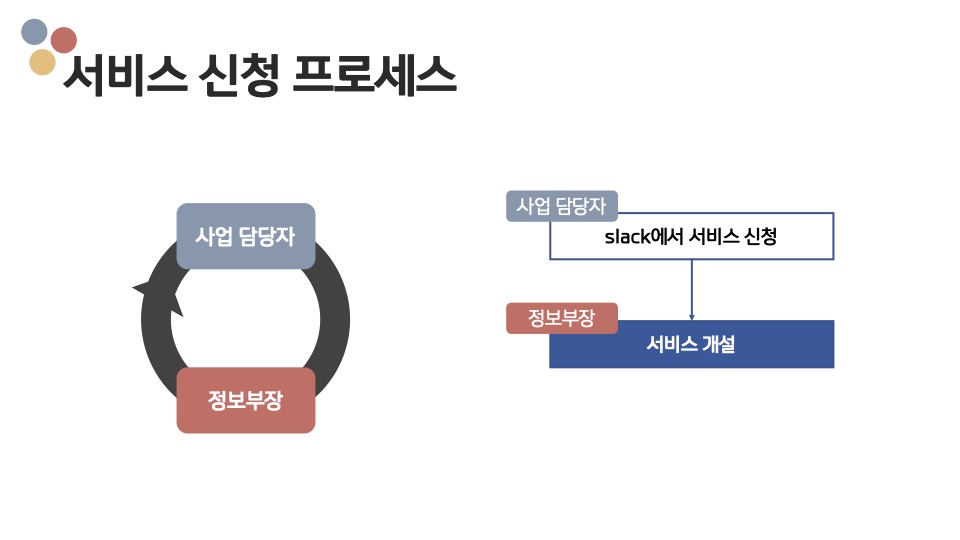 서비스 신청 프로세스
사업 담당자
정보부장
사업 담당자
slack에서 서비스 신청
정보부장
서비스 개설